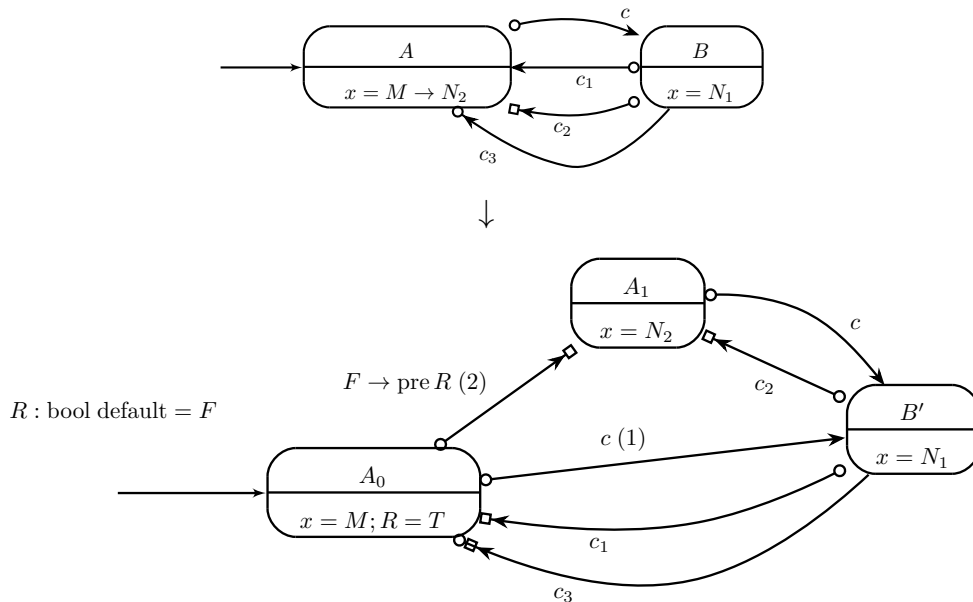 c
A
B
c₁
x = M → N₂
x = N₁
c₂
c₃
↓
A₁
x = N₂
c
F → pre R (2)
c₂
R : bool default = F
B′
c (1)
x = N₁
A₀
x = M; R = T
c₁
c₃